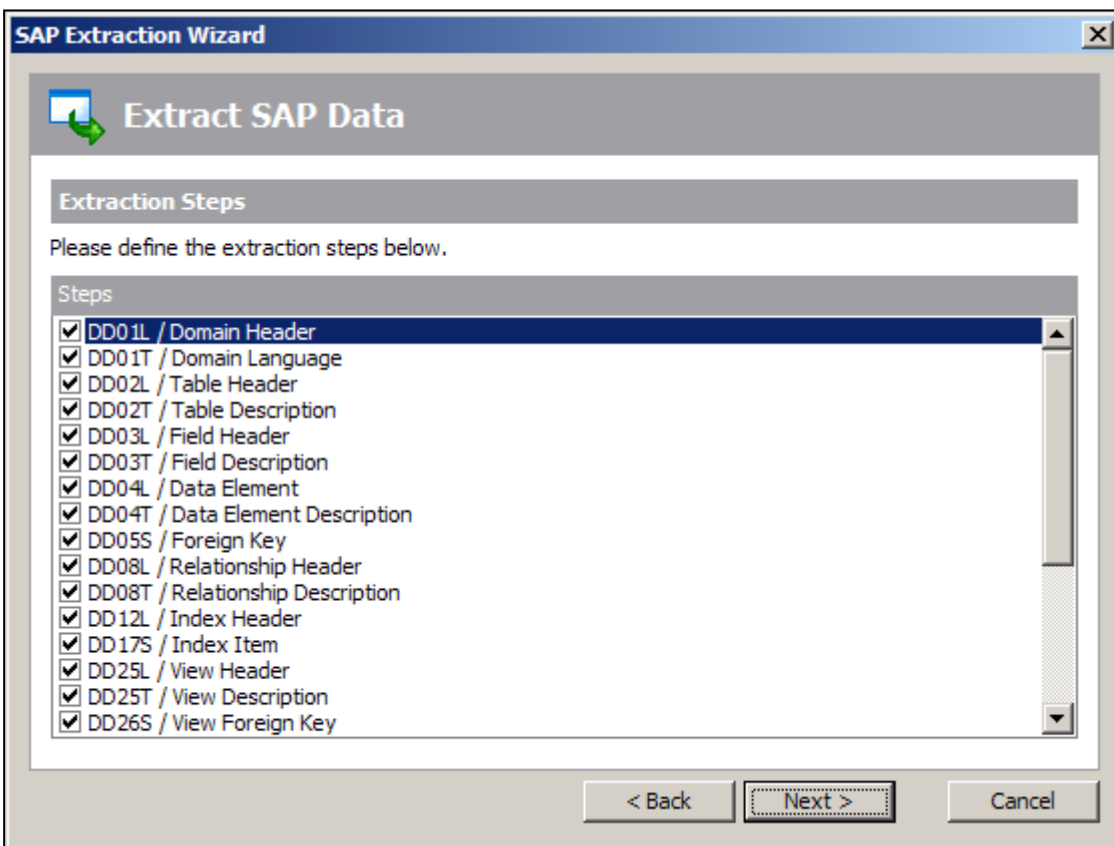 SAP Extraction Wizard
Extract SAP Data
Extraction Steps
Please define the extraction steps below.
Steps
DD01L / Domain Header
DD01T / Domain Language
DD02L / Table Header
DD02T / Table Description
DD03L / Field Header
DD03T / Field Description
DD04L / Data Element
DD04T / Data Element Description
DD05S / Foreign Key
DD08L / Relationship Header
DD08T / Relationship Description
DD12L / Index Header
DD17S / Index Item
DD25L / View Header
DD25T / View Description
DD26S / View Foreign Key
< Back Next > Cancel